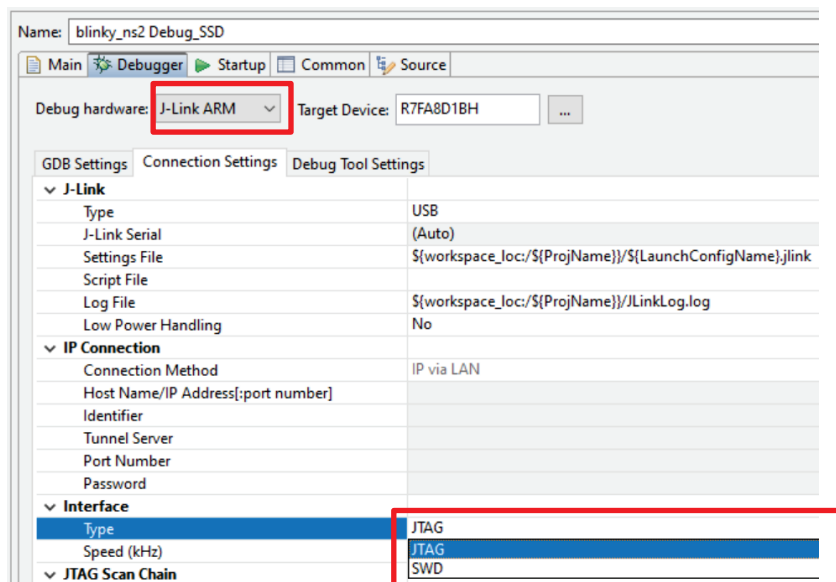 Name: blinky_ns2 Debug_SSD
Main Debugger Startup Common Source
Debug hardware: J-Link ARM Target Device: R7FA8D1BH ...
GDB Settings Connection Settings Debug Tool Settings
J-Link
Type USB
J-Link Serial (Auto)
Settings File ${workspace_loc:/${ProjName}}/${LaunchConfigName}.jlink
Script File
Log File ${workspace_loc:/${ProjName}}/JLinkLog.log
Low Power Handling No
IP Connection
Connection Method IP via LAN
Host Name/IP Address[:port number]
Identifier
Tunnel Server
Port Number
Password
Interface
Type JTAG
Speed (kHz) JTAG
SWD
JTAG Scan Chain